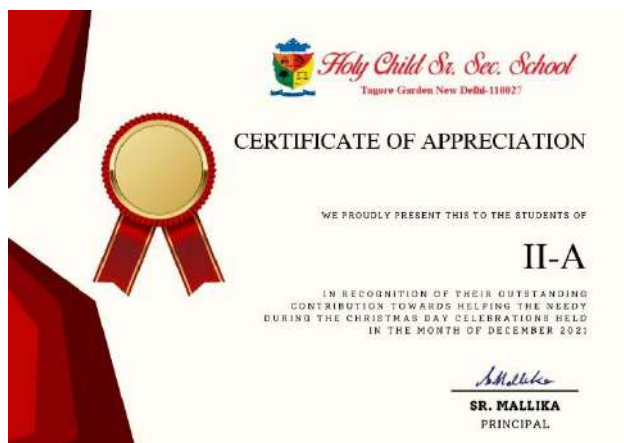 Holy Child Sr. Sec. School
Tagore Garden New Delhi-110027
CERTIFICATE OF APPRECIATION
WE PROUDLY PRESENT THIS TO THE STUDENTS OF
II-A
IN RECOGNITION OF THEIR OUTSTANDING
CONTRIBUTION TOWARDS HELPING THE NEEDY
DURING THE CHRISTMAS DAY CELEBRATIONS HELD
IN THE MONTH OF DECEMBER 2021
SMallika
SR. MALLIKA
PRINCIPAL